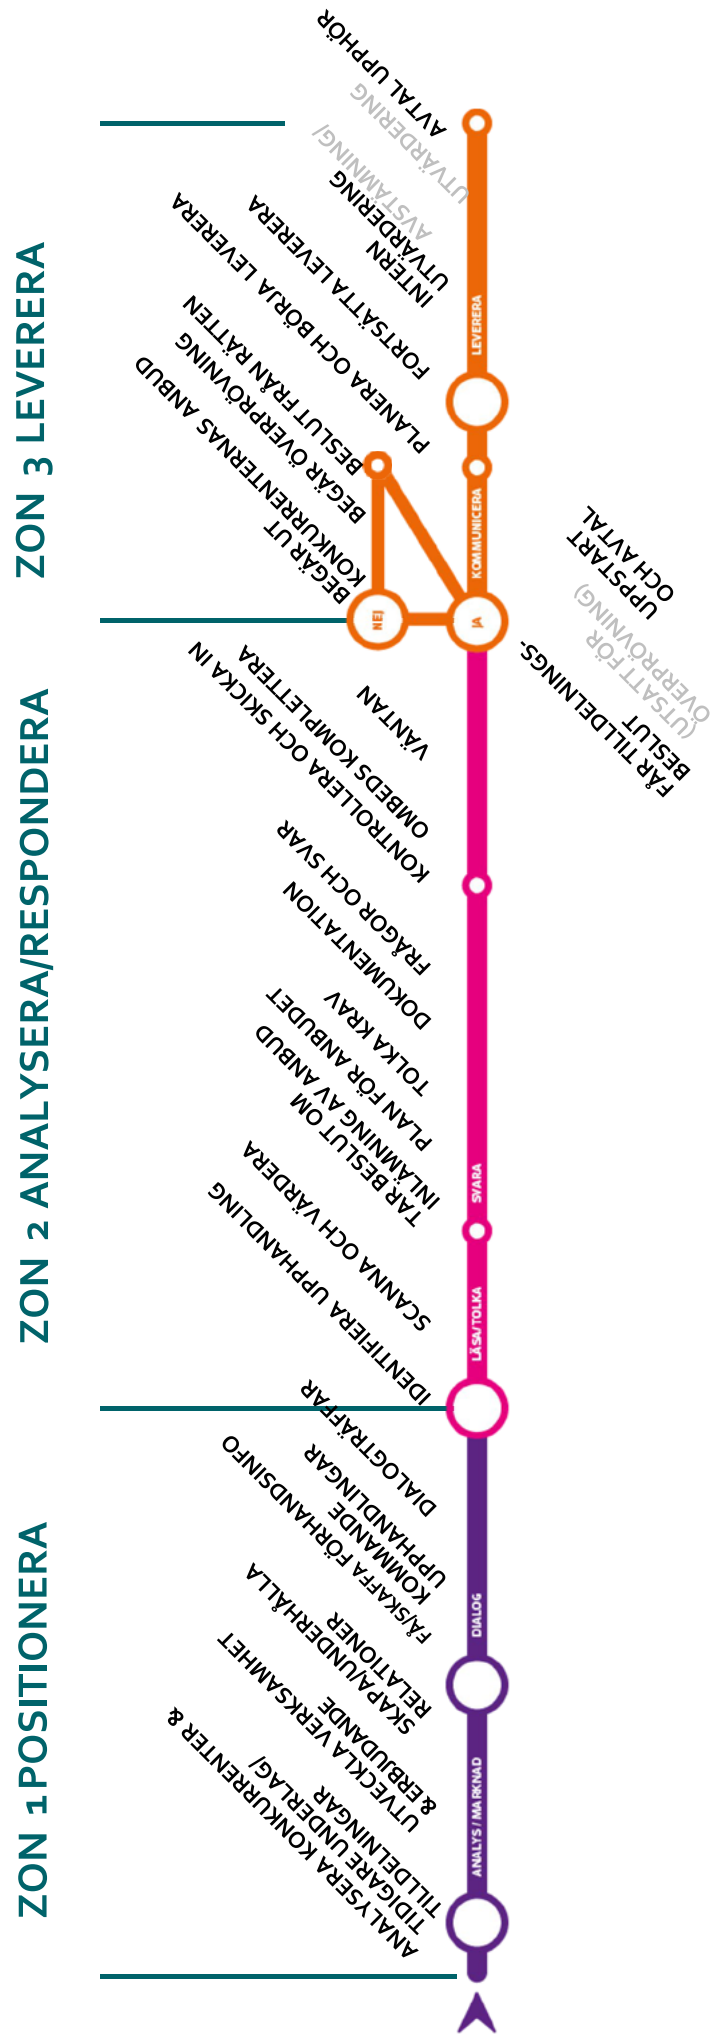 ZON 1 POSITIONERA
ANALYSERA KONKURRENTER &
TIDIGARE UNDERLAG/
TILLDELNINGAR
UTVECKLA VERKSAMHET
& ERBJUDANDE
SKAPA/UNDERHÅLLA
RELATIONER
FÅ/SKAFFA FÖRHANDSINFO
KOMMANDE
UPPHANDLINGAR
DIALOGTRÄFFAR
ANALYS / MARKNAD
DIALOG
ZON 2 ANALYSERA/RESPONDERA
IDENTIFIERA UPPHANDLING
SCANNA OCH VÄRDERA
TAR BESLUT OM
INLÄMNING AV ANBUD
PLAN FÖR ANBUDET
TOLKA KRAV
DOKUMENTATION
FRÅGOR OCH SVAR
KONTROLLERA OCH SKICKA IN
OMBEDS KOMPLETTERA
VÄNTAN
LÄSA/TOLKA
SVARA
FÅR TILLDELNINGS-
BESLUT
(UTSATT FÖR
ÖVERPRÖVNING)
UPPSTART
OCH AVTAL
ZON 3 LEVERERA
NEJ
JA
BEGÄR UT
KONKURRENTERNAS ANBUD
BEGÄR ÖVERPRÖVNING
BESLUT FRÅN RÄTTEN
PLANERA OCH BÖRJA LEVERERA
FORTSÄTTA LEVERERA
INTERN
UTVÄRDERING
AVSTÄMNING/
UTVÄRDERING
AVTAL UPPHÖR
KOMMUNICERA
LEVERERA